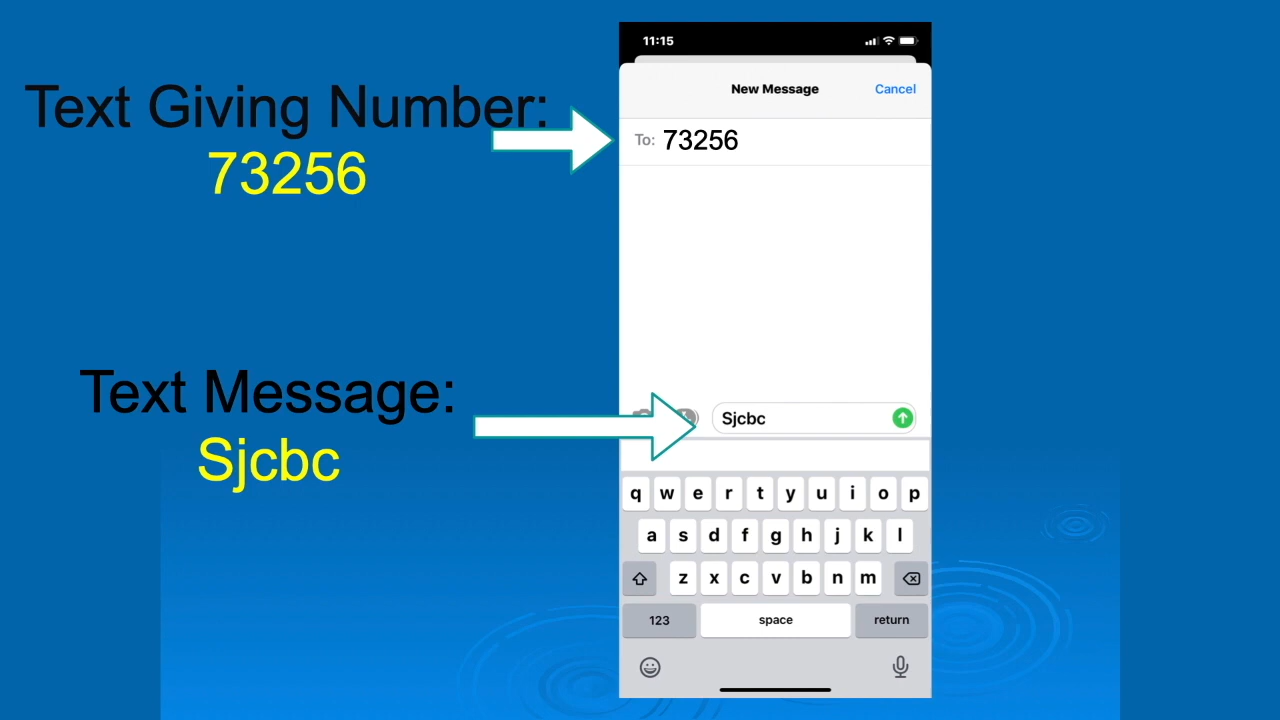 Text Giving Number:
73256
Text Message:
Sjcbc
11:15
New Message
Cancel
To: 73256
Sjcbc
q w e r t y u i o p
a s d f g h j k l
z x c v b n m
123 space return